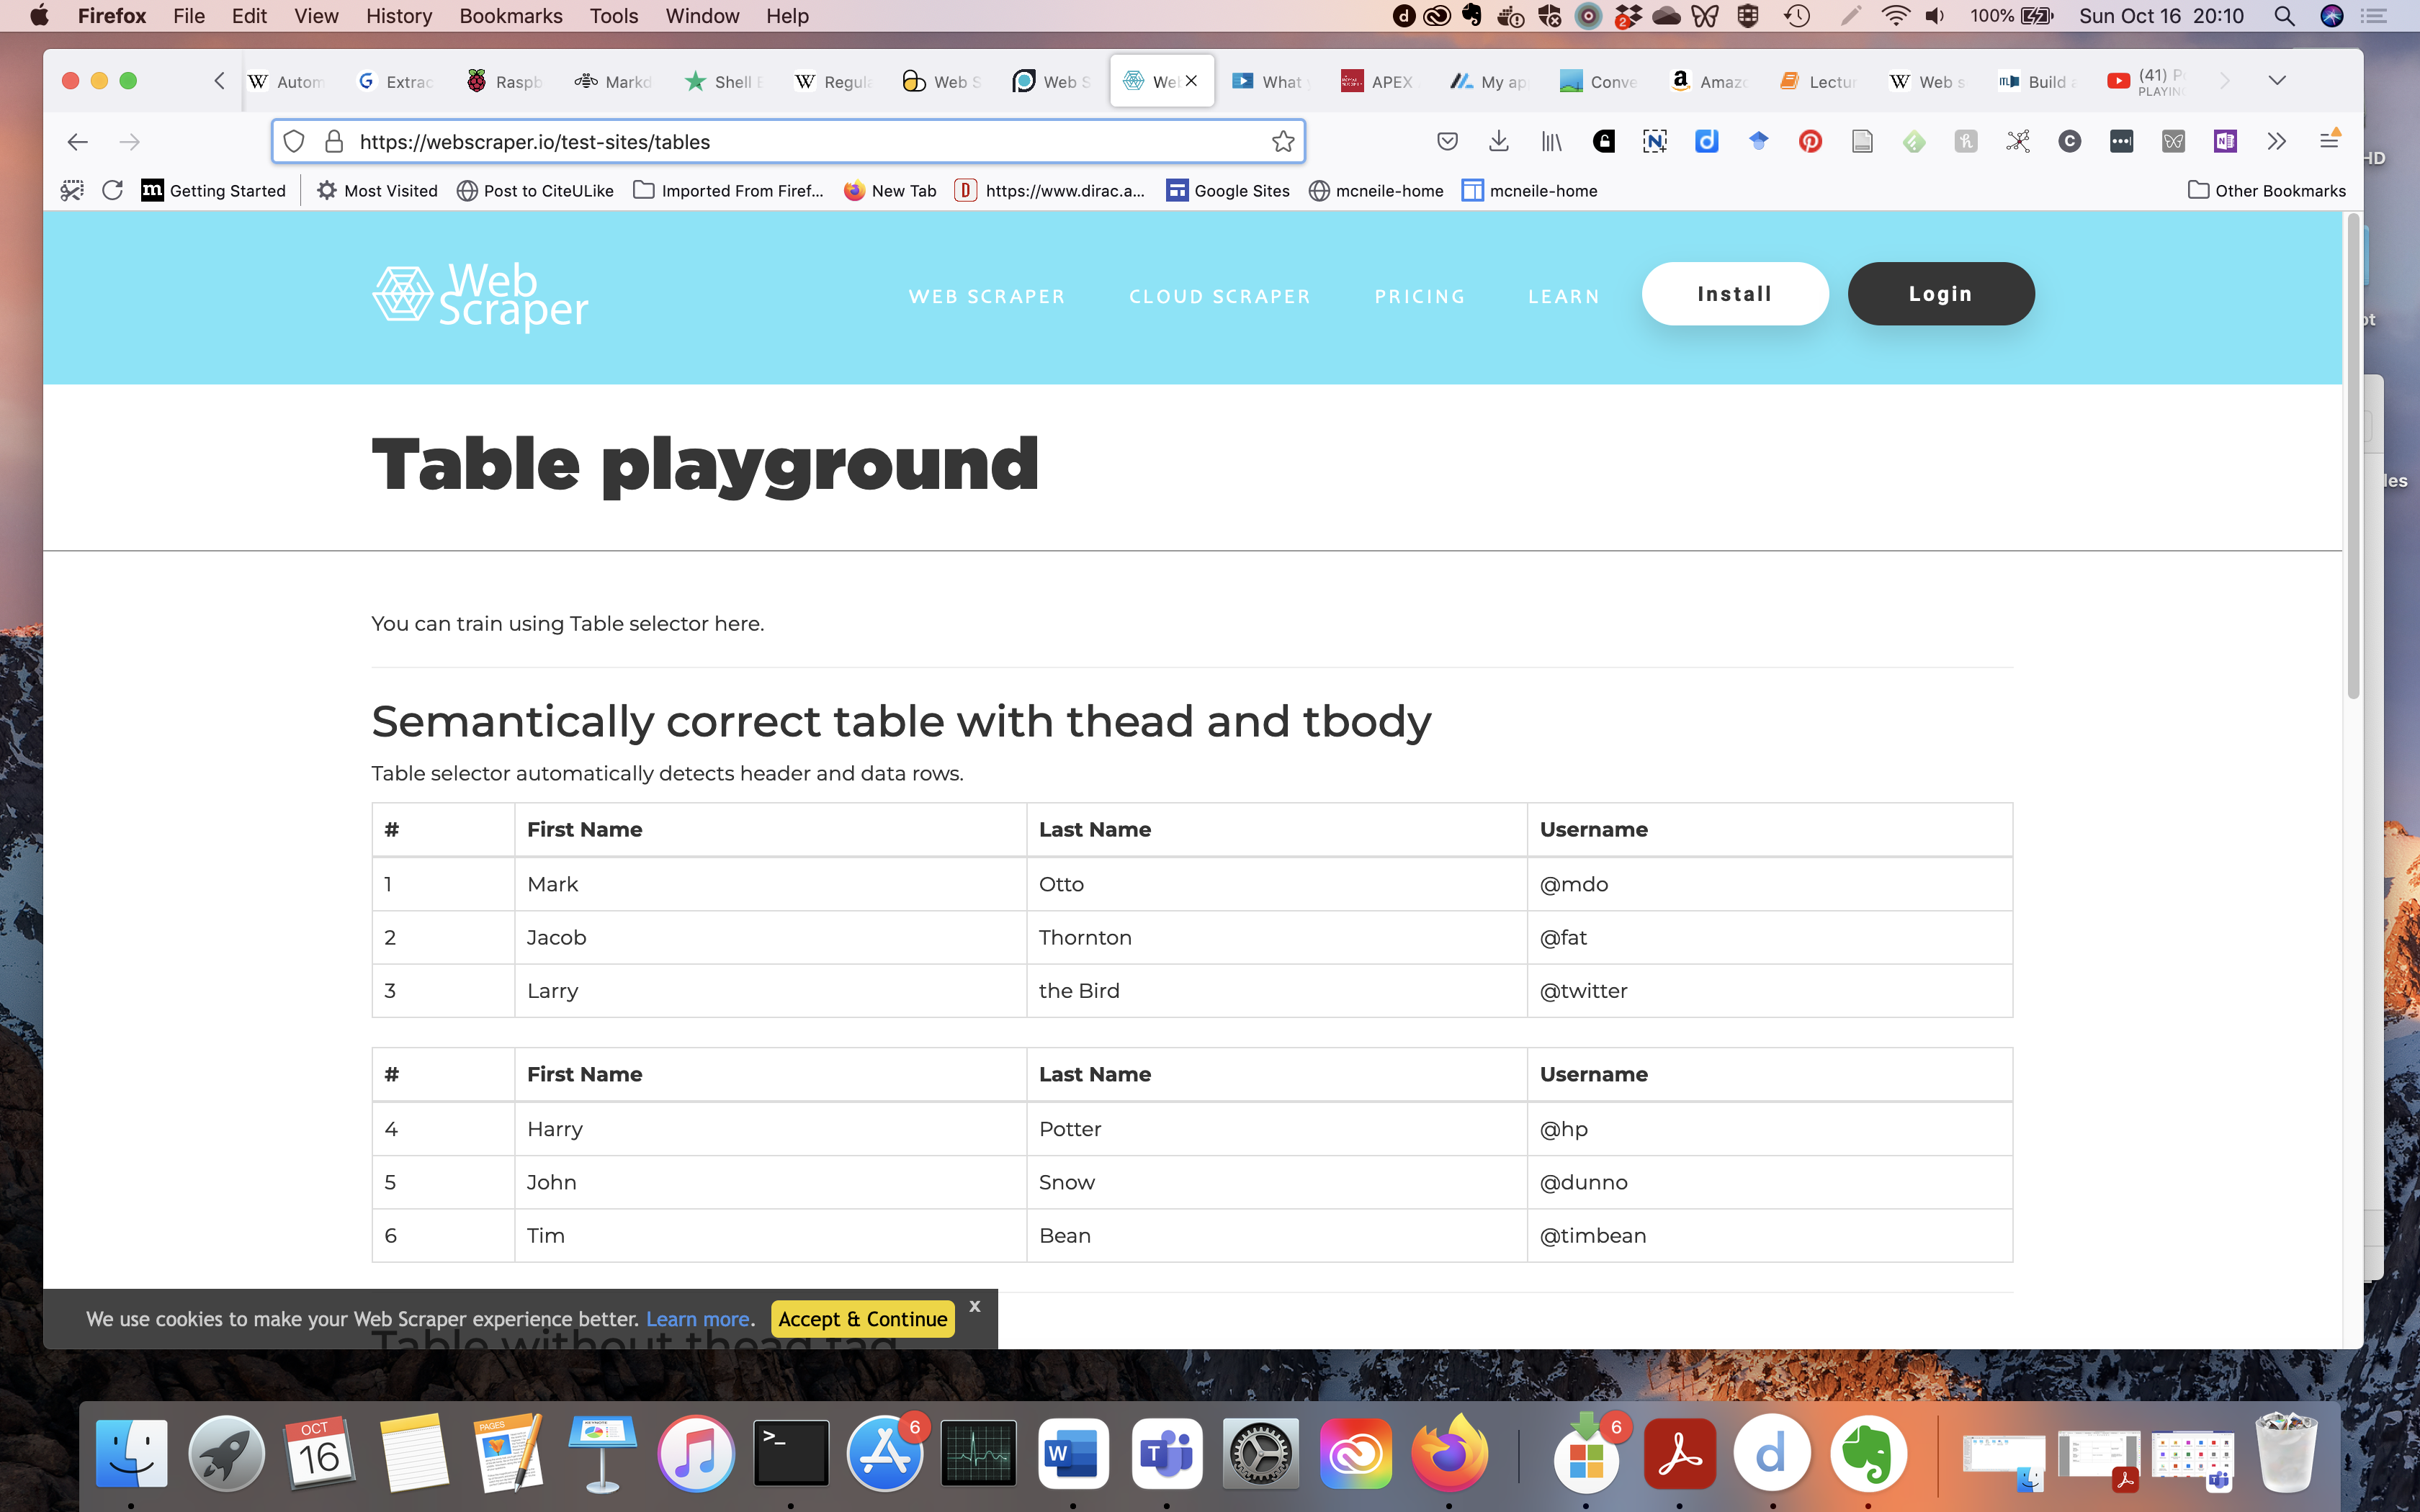 Firefox File Edit View History Bookmarks Tools Window Help
2 100% Sun Oct 16 20:10
Autom Extrac Raspb Markd Shell Regula Web S Web S We What APEX My ap Conve Amaz Lectur Web s Build (41) P
PLAYING
https://webscraper.io/test-sites/tables
Getting Started Most Visited Post to CiteULike Imported From Firef... New Tab https://www.dirac.a... Google Sites mcneile-home mcneile-home Other Bookmarks
HD
Web
Scraper
WEB SCRAPER CLOUD SCRAPER PRICING LEARN Install Login
Table playground
les
You can train using Table selector here.
Semantically correct table with thead and tbody
Table selector automatically detects header and data rows.
# First Name Last Name Username
1 Mark Otto @mdo
2 Jacob Thornton @fat
3 Larry the Bird @twitter
# First Name Last Name Username
4 Harry Potter @hp
5 John Snow @dunno
6 Tim Bean @timbean
We use cookies to make your Web Scraper experience better. Learn more. Accept & Continue x
Table without thead tag
OCT
16
PAGES
6
6